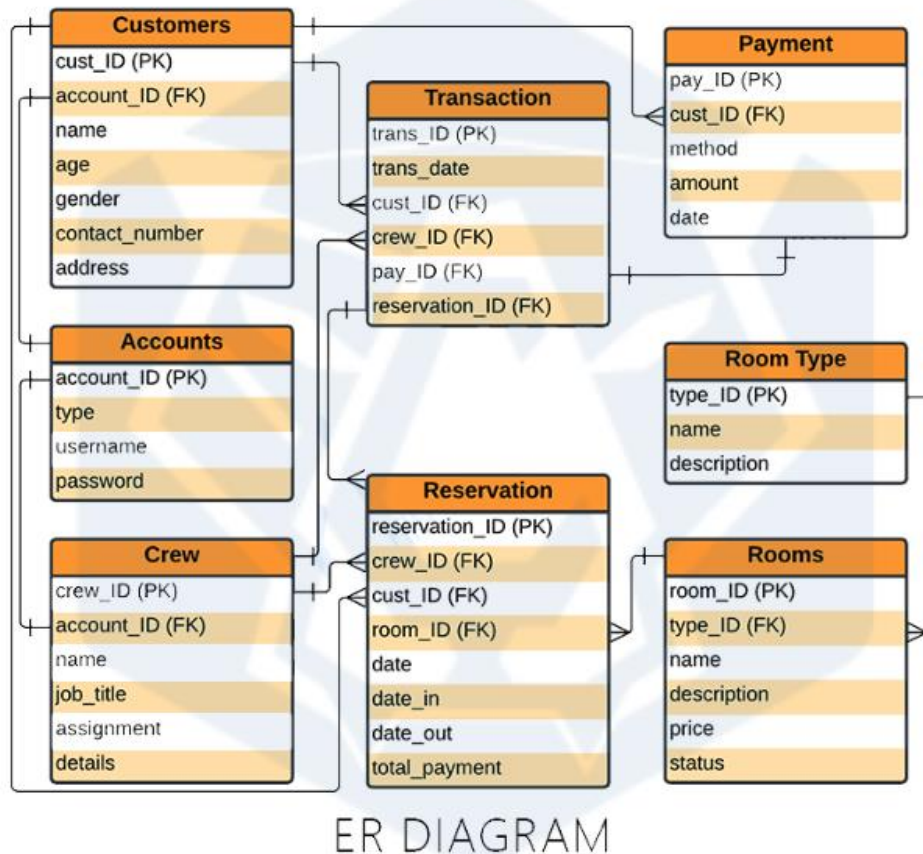 Customers
cust_ID (PK)
account_ID (FK)
name
age
gender
contact_number
address
Accounts
account_ID (PK)
type
username
password
Crew
crew_ID (PK)
account_ID (FK)
name
job_title
assignment
details
Transaction
trans_ID (PK)
trans_date
cust_ID (FK)
crew_ID (FK)
pay_ID (FK)
reservation_ID (FK)
Reservation
reservation_ID (PK)
crew_ID (FK)
cust_ID (FK)
room_ID (FK)
date
date_in
date_out
total_payment
Payment
pay_ID (PK)
cust_ID (FK)
method
amount
date
Room Type
type_ID (PK)
name
description
Rooms
room_ID (PK)
type_ID (FK)
name
description
price
status
ER DIAGRAM